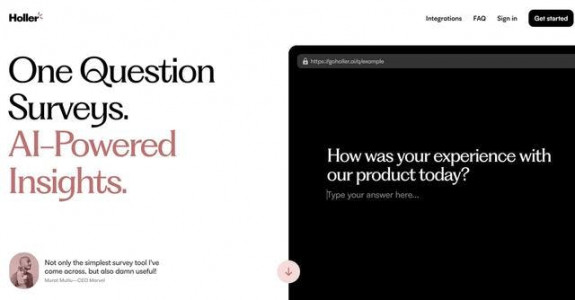 Holler
Integrations
FAQ
Sign in
Get started
One Question
Surveys.
AI-Powered
Insights.
https://goholler.ai/q/example
How was your experience with
our product today?
Type your answer here...
Not only the simplest survey tool I've
come across. but also damn useful!
Murat Mutlu—CEO Marvel